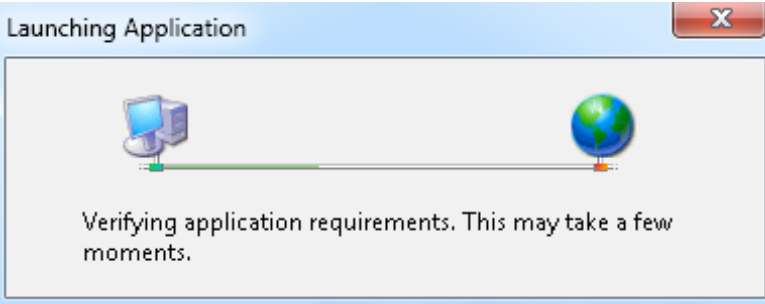 Launching Application
Verifying application requirements. This may take a few
moments.